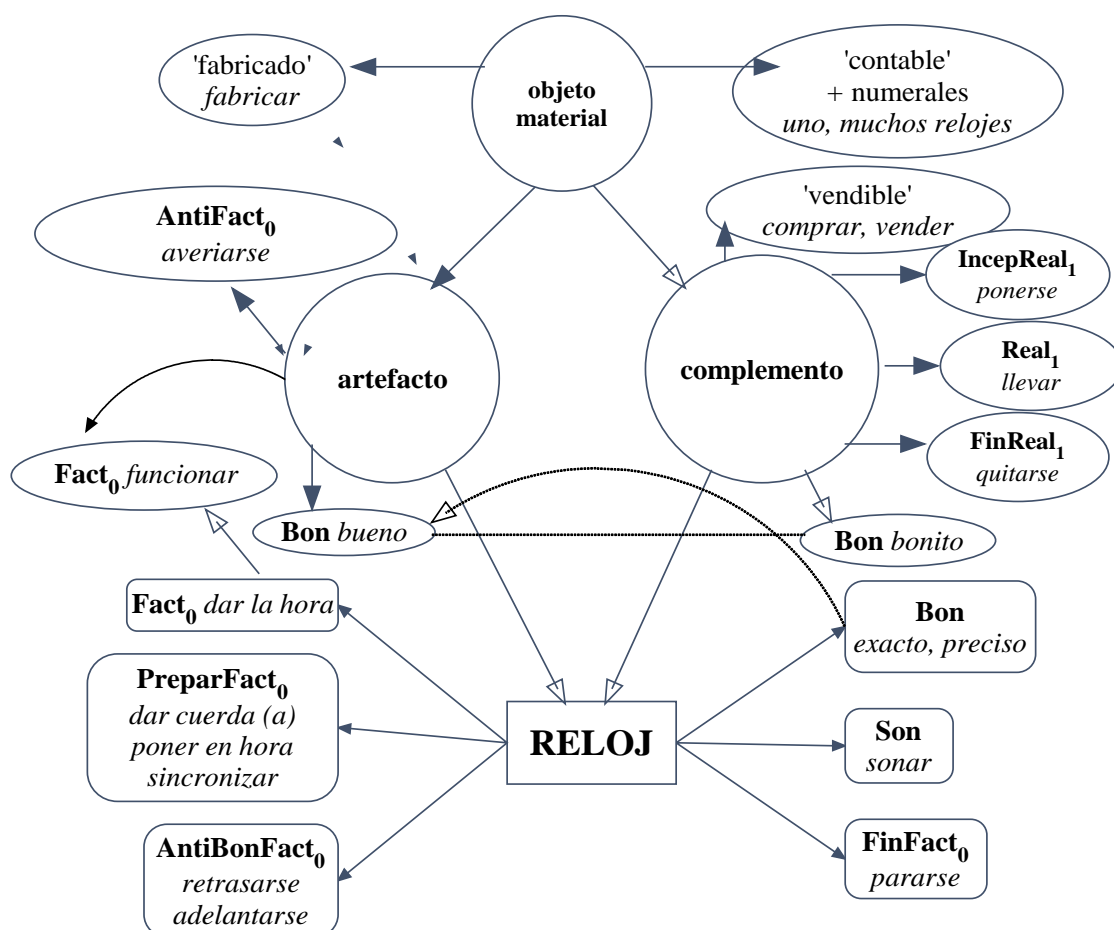 'fabricado'
fabricar
objeto
material
'contable'
+ numerales
uno, muchos relojes
AntiFact0
averiarse
'vendible'
comprar, vender
IncepReal1
ponerse
artefacto
complemento
Real1
llevar
Fact0 funcionar
FinReal1
quitarse
Bon bueno
Bon bonito
Fact0 dar la hora
Bon
exacto, preciso
PreparFact0
dar cuerda (a)
poner en hora
sincronizar
RELOJ
Son
sonar
AntiBonFact0
retrasarse
adelantarse
FinFact0
pararse